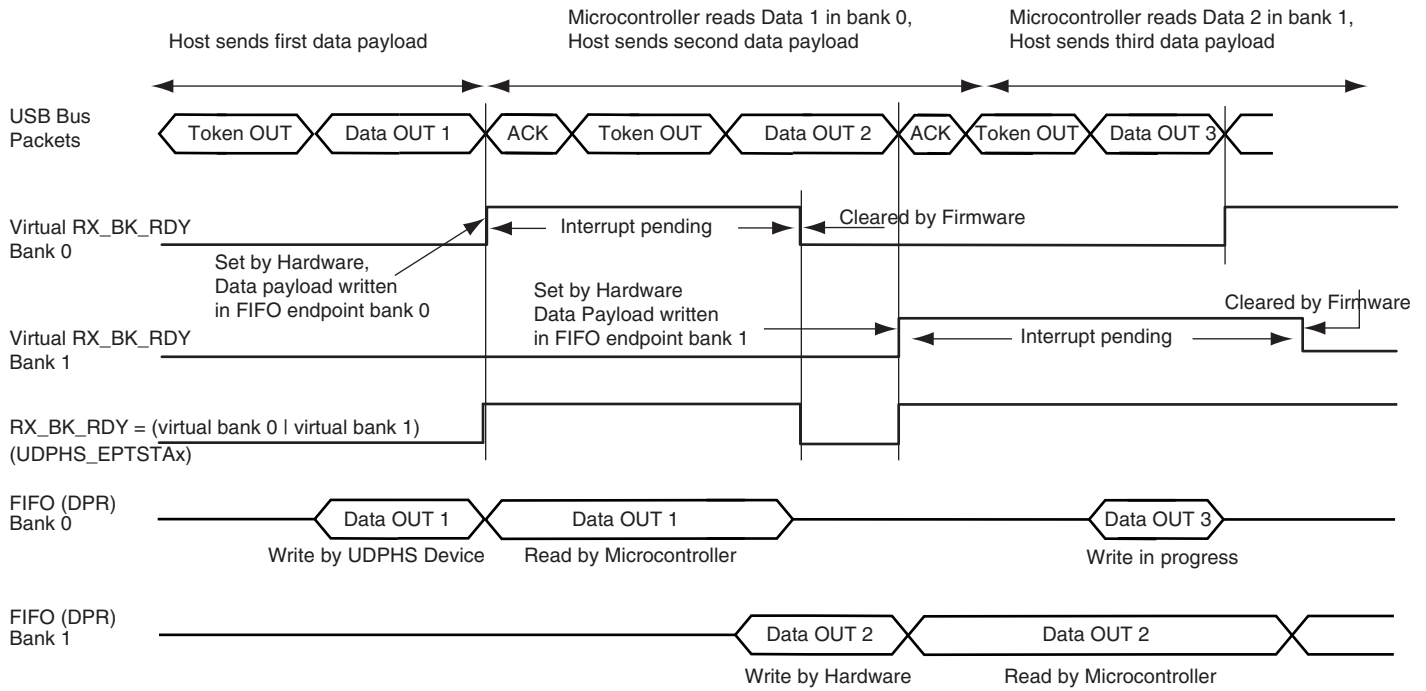 Host sends first data payload
Microcontroller reads Data 1 in bank 0,
Host sends second data payload
Microcontroller reads Data 2 in bank 1,
Host sends third data payload
USB Bus
Packets
Token OUT
Data OUT 1
ACK
Token OUT
Data OUT 2
ACK
Token OUT
Data OUT 3
Virtual RX_BK_RDY
Bank 0
Interrupt pending
Cleared by Firmware
Set by Hardware,
Data payload written
in FIFO endpoint bank 0
Set by Hardware
Data Payload written
in FIFO endpoint bank 1
Cleared by Firmware
Virtual RX_BK_RDY
Bank 1
Interrupt pending
RX_BK_RDY = (virtual bank 0 | virtual bank 1)
(UDPHS_EPTSTAx)
FIFO (DPR)
Bank 0
Data OUT 1
Data OUT 1
Data OUT 3
Write by UDPHS Device
Read by Microcontroller
Write in progress
FIFO (DPR)
Bank 1
Data OUT 2
Data OUT 2
Write by Hardware
Read by Microcontroller